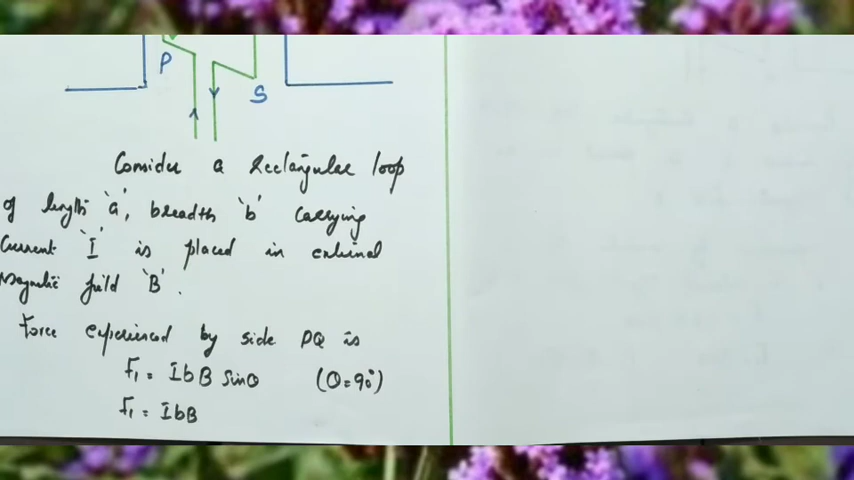 P
S
Consider a Rectangular loop
of length 'a', breadth 'b' carrying
Current 'I' is placed in external
Magnetic field 'B'.
Force experienced by side PQ is
F₁ = I b B Sinθ (θ=90°)
F₁ = IbB